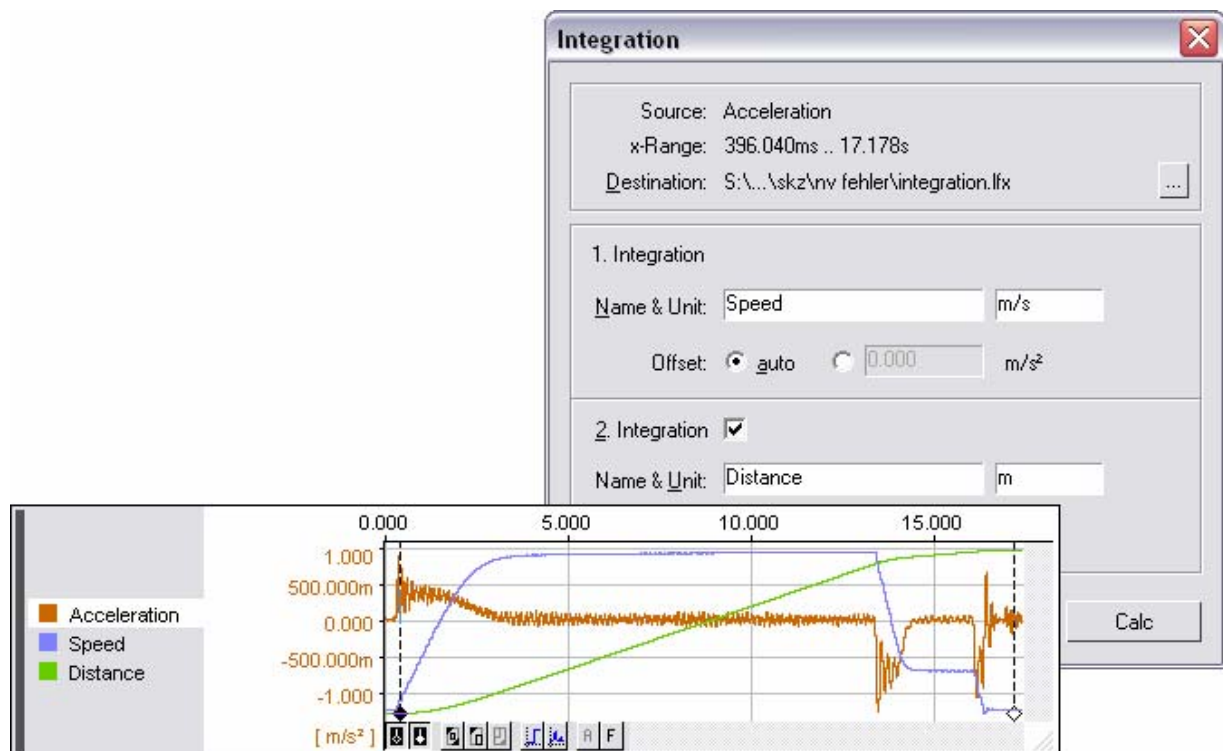 Integration
Source: Acceleration
x-Range: 396.040ms .. 17.178s
Destination: S:\...\skz\nv fehler\integration.lfx
...
1. Integration
Name & Unit: Speed m/s
Offset: auto 0.000 m/s²
2. Integration
Name & Unit: Distance m
0.000 5.000 10.000 15.000
1.000
500.000m
0.000
-500.000m
-1.000
[ m/s² ]
Acceleration
Speed
Distance
A F
Calc